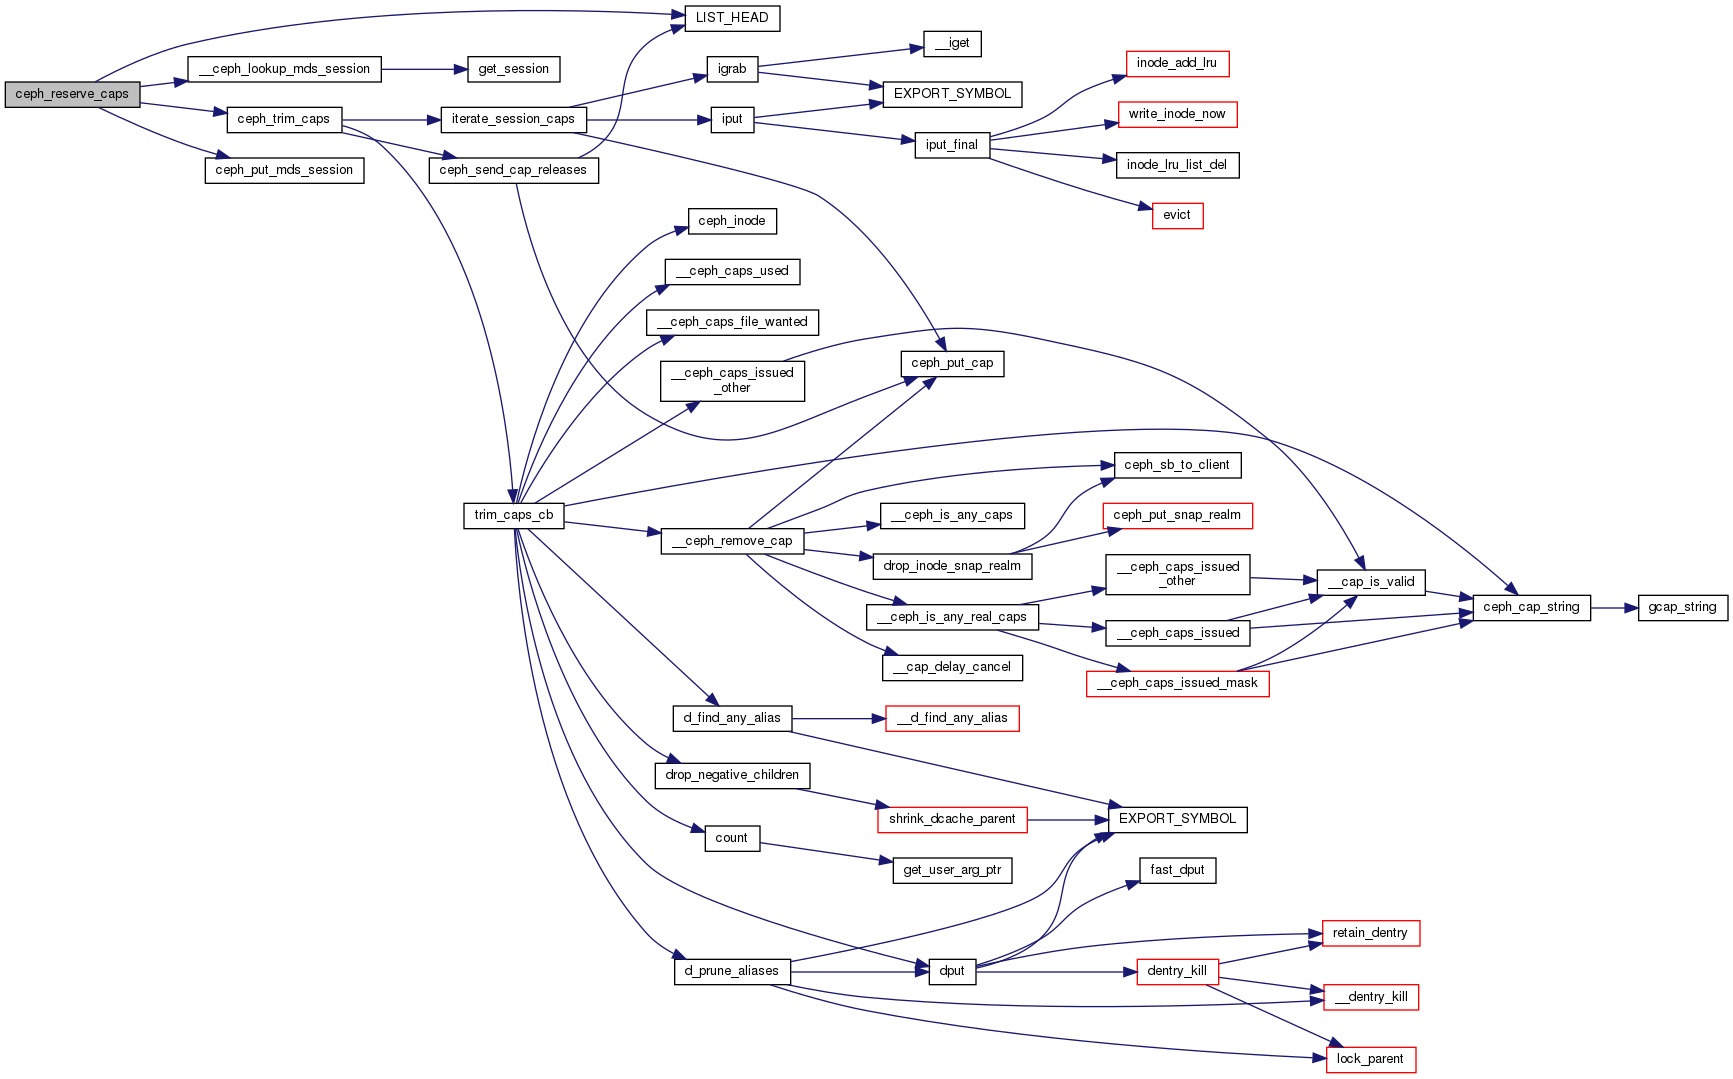 LIST_HEAD
__iget
__ceph_lookup_mds_session
get_session
igrab
inode_add_lru
ceph_reserve_caps
EXPORT_SYMBOL
ceph_trim_caps
iterate_session_caps
iput
write_inode_now
iput_final
ceph_put_mds_session
ceph_send_cap_releases
inode_lru_list_del
evict
ceph_inode
__ceph_caps_used
__ceph_caps_file_wanted
__ceph_caps_issued
_other
ceph_put_cap
ceph_sb_to_client
trim_caps_cb
__ceph_is_any_caps
ceph_put_snap_realm
__ceph_remove_cap
drop_inode_snap_realm
__ceph_caps_issued
_other
__cap_is_valid
ceph_cap_string
gcap_string
__ceph_is_any_real_caps
__ceph_caps_issued
__cap_delay_cancel
__ceph_caps_issued_mask
d_find_any_alias
__d_find_any_alias
drop_negative_children
shrink_dcache_parent
EXPORT_SYMBOL
count
get_user_arg_ptr
fast_dput
retain_dentry
d_prune_aliases
dput
dentry_kill
__dentry_kill
lock_parent